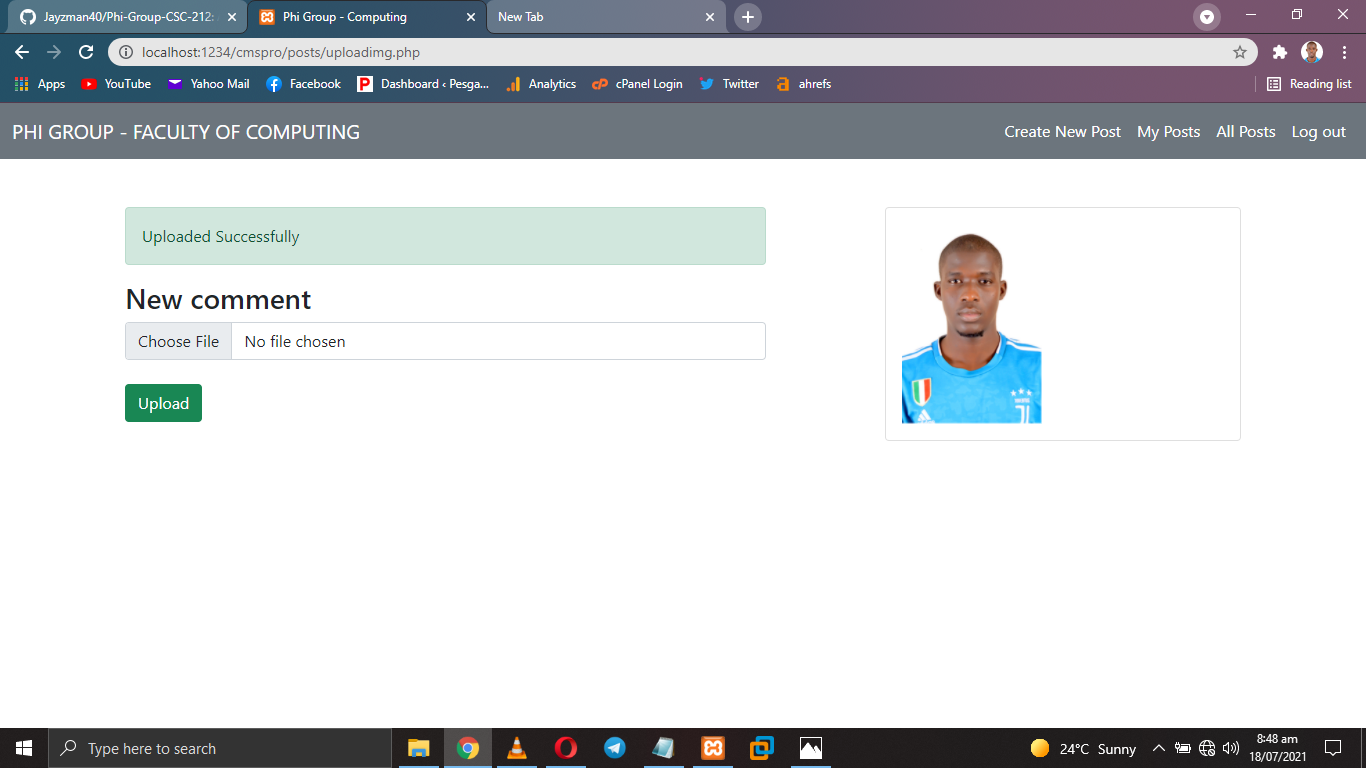 Jayzman40/Phi-Group-CSC-212:
Phi Group - Computing
New Tab
localhost:1234/cmspro/posts/uploadimg.php
Apps YouTube Yahoo Mail Facebook Dashboard ‹ Pesga... Analytics cPanel Login Twitter ahrefs Reading list
PHI GROUP - FACULTY OF COMPUTING Create New Post My Posts All Posts Log out
Uploaded Successfully
New comment
Choose File No file chosen
Upload
Type here to search
24°C Sunny
8:48 am
18/07/2021